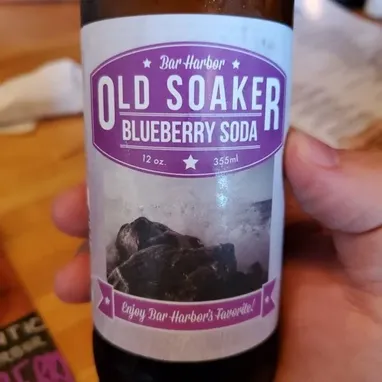 Bar Harbor
OLD SOAKER
BLUEBERRY SODA
12 oz.
355ml
Enjoy Bar Harbor's Favorite!